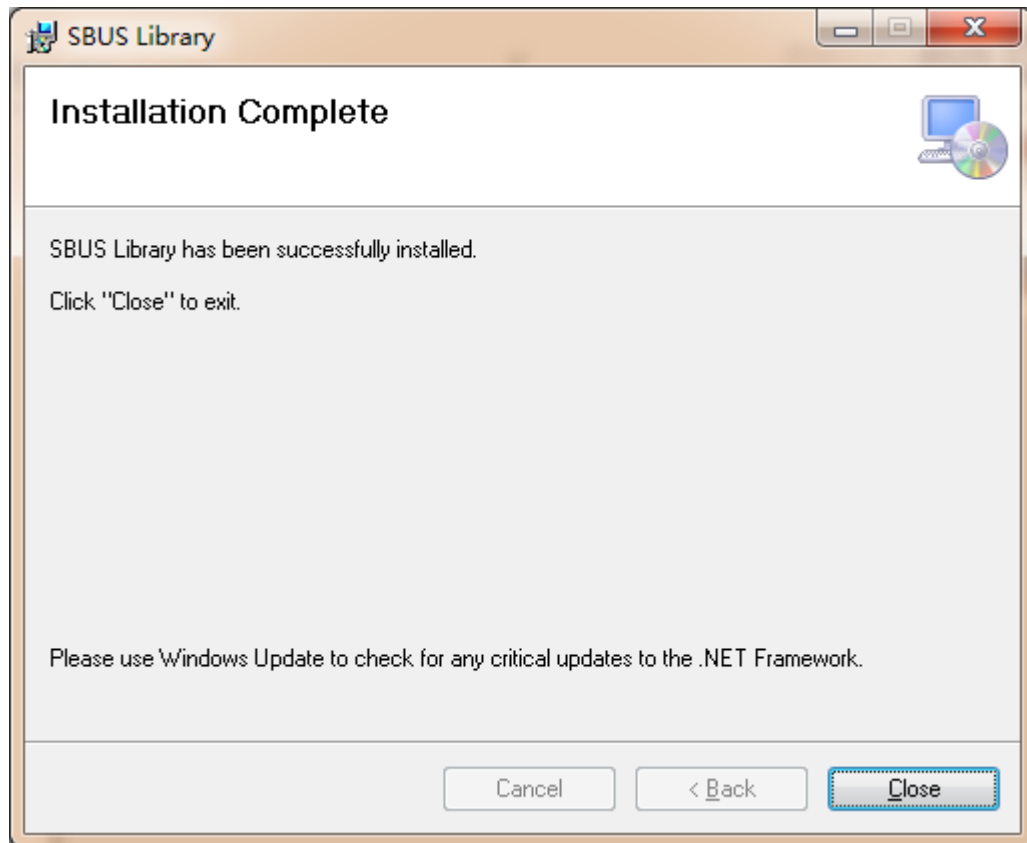 SBUS Library
Installation Complete
SBUS Library has been successfully installed.
Click "Close" to exit.
Please use Windows Update to check for any critical updates to the .NET Framework.
Cancel
< Back
Close